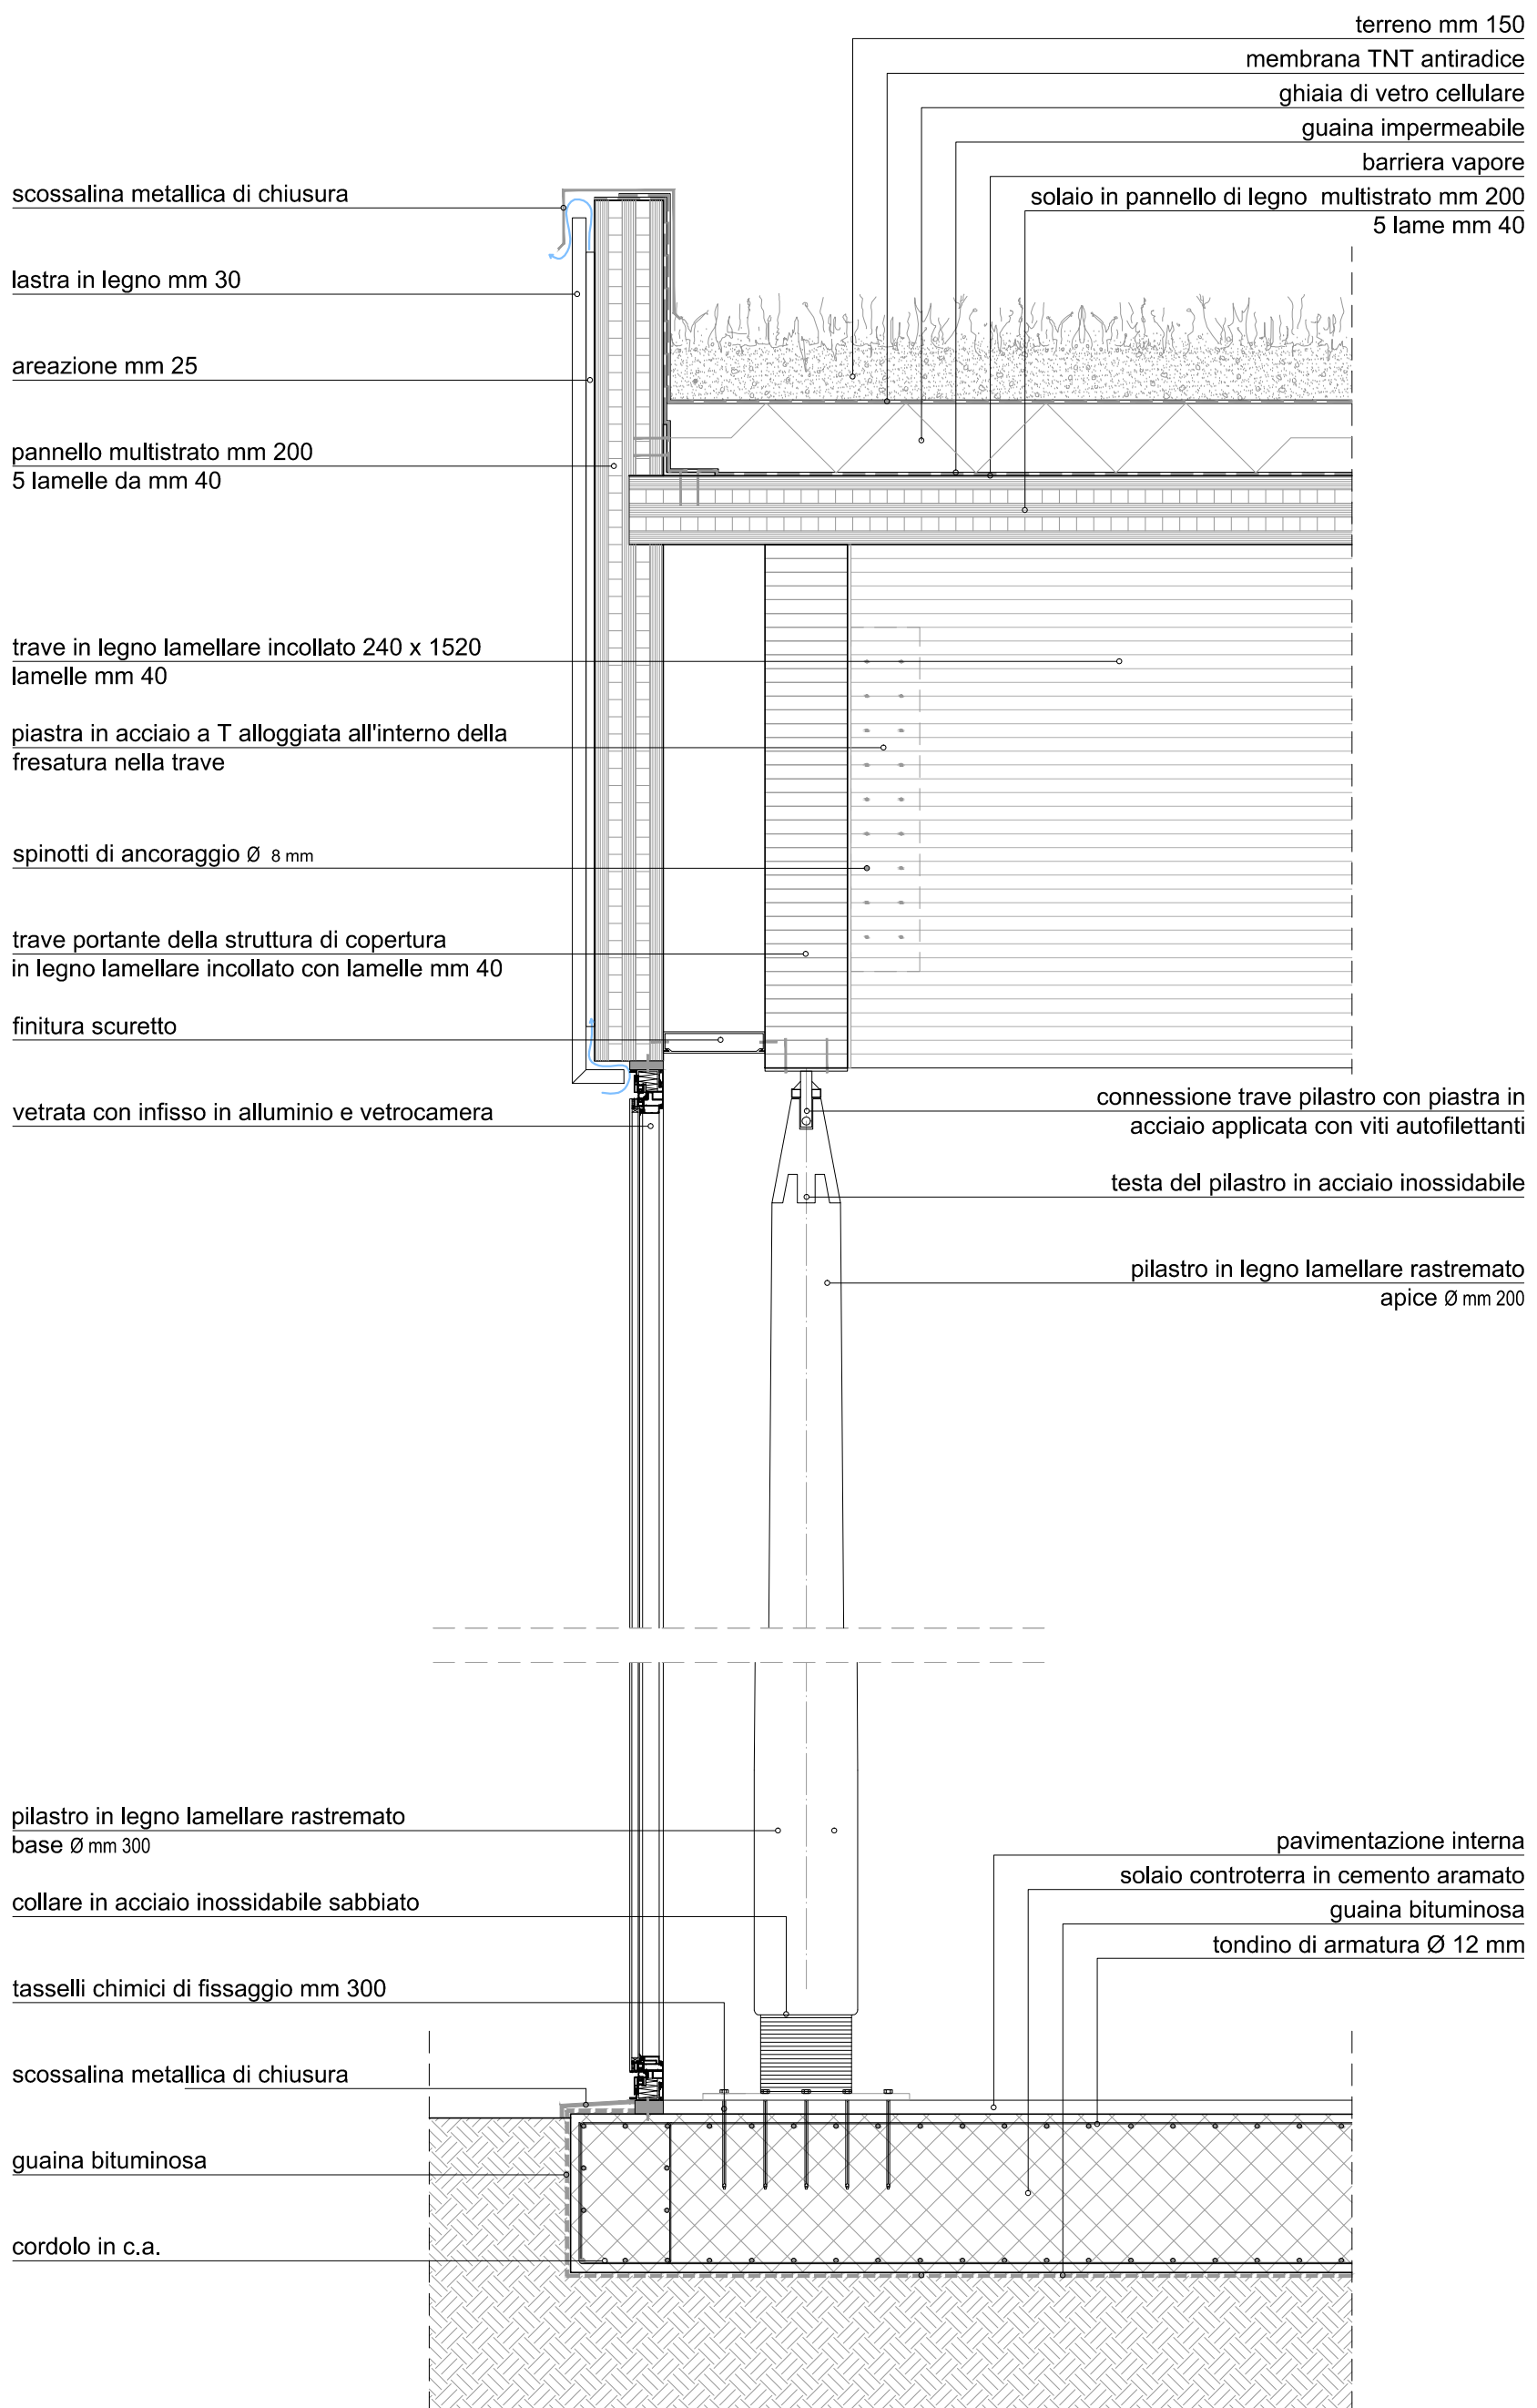 terreno mm 150
membrana TNT antiradice
ghiaia di vetro cellulare
guaina impermeabile
barriera vapore
solaio in pannello di legno multistrato mm 200
5 lame mm 40
scossalina metallica di chiusura
lastra in legno mm 30
areazione mm 25
pannello multistrato mm 200
5 lamelle da mm 40
trave in legno lamellare incollato 240 x 1520
lamelle mm 40
piastra in acciaio a T alloggiata all'interno della
fresatura nella trave
spinotti di ancoraggio Ø 8 mm
trave portante della struttura di copertura
in legno lamellare incollato con lamelle mm 40
finitura scuretto
vetrata con infisso in alluminio e vetrocamera
connessione trave pilastro con piastra in
acciaio applicata con viti autofilettanti
testa del pilastro in acciaio inossidabile
pilastro in legno lamellare rastremato
apice Ø mm 200
pilastro in legno lamellare rastremato
base Ø mm 300
collare in acciaio inossidabile sabbiato
tasselli chimici di fissaggio mm 300
scossalina metallica di chiusura
guaina bituminosa
cordolo in c.a.
pavimentazione interna
solaio controterra in cemento aramato
guaina bituminosa
tondino di armatura Ø 12 mm